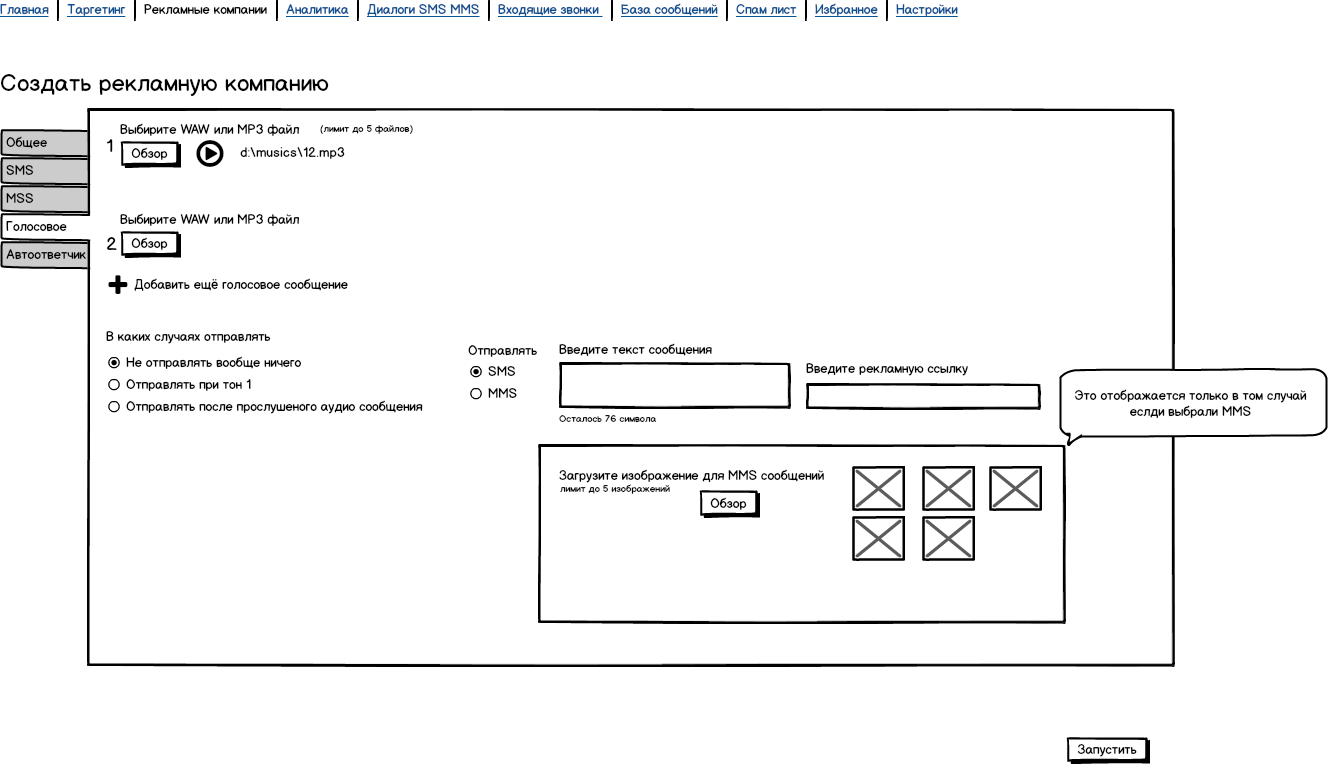 Главная Таргетинг Рекламные компании Аналитика Диалоги SMS MMS Входящие звонки База сообщений Спам лист Избранное Настройки
Создать рекламную компанию
Общее
SMS
MSS
Голосовое
Автоответчик
Выбирите WAW или MP3 файл (лимит до 5 файлов)
1 Обзор d:\musics\12.mp3
Выбирите WAW или MP3 файл
2 Обзор
Добавить ещё голосовое сообщение
В каких случаях отправлять
Не отправлять вообще ничего
Отправлять при тон 1
Отправлять после прослушеного аудио сообщения
Отправлять
SMS
MMS
Введите текст сообщения
Осталось 76 символа
Введите рекламную ссылку
Это отображается только в том случай
еслди выбрали MMS
Загрузите изображение для MMS сообщений
лимит до 5 изображений
Обзор
Запустить